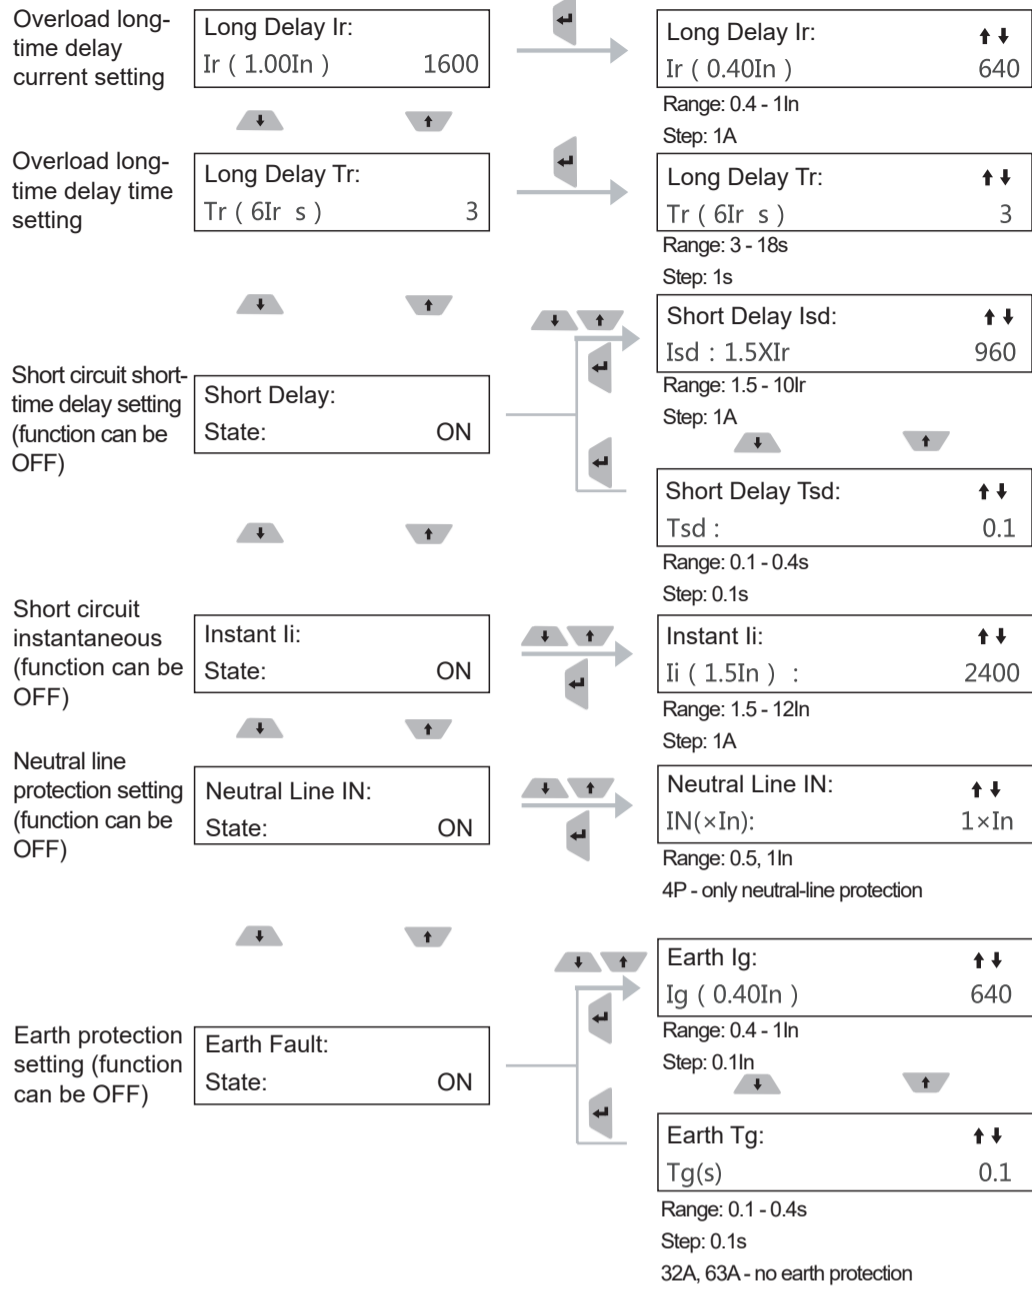 Overload long-
time delay
current setting
Long Delay Ir:
Ir ( 1.00In ) 1600
Long Delay Ir:
Ir ( 0.40In ) 640
Range: 0.4 - 1In
Step: 1A
Overload long-
time delay time
setting
Long Delay Tr:
Tr ( 6Ir s ) 3
Long Delay Tr:
Tr ( 6Ir s ) 3
Range: 3 - 18s
Step: 1s
Short circuit short-
time delay setting
(function can be
OFF)
Short Delay:
State: ON
Short Delay Isd:
Isd : 1.5XIr 960
Range: 1.5 - 10Ir
Step: 1A
Short Delay Tsd:
Tsd : 0.1
Range: 0.1 - 0.4s
Step: 0.1s
Short circuit
instantaneous
(function can be
OFF)
Instant Ii:
State: ON
Instant Ii:
Ii ( 1.5In ) : 2400
Range: 1.5 - 12In
Step: 1A
Neutral line
protection setting
(function can be
OFF)
Neutral Line IN:
State: ON
Neutral Line IN:
IN(×In): 1×In
Range: 0.5, 1In
4P - only neutral-line protection
Earth protection
setting (function
can be OFF)
Earth Fault:
State: ON
Earth Ig:
Ig ( 0.40In ) 640
Range: 0.4 - 1In
Step: 0.1In
Earth Tg:
Tg(s) 0.1
Range: 0.1 - 0.4s
Step: 0.1s
32A, 63A - no earth protection